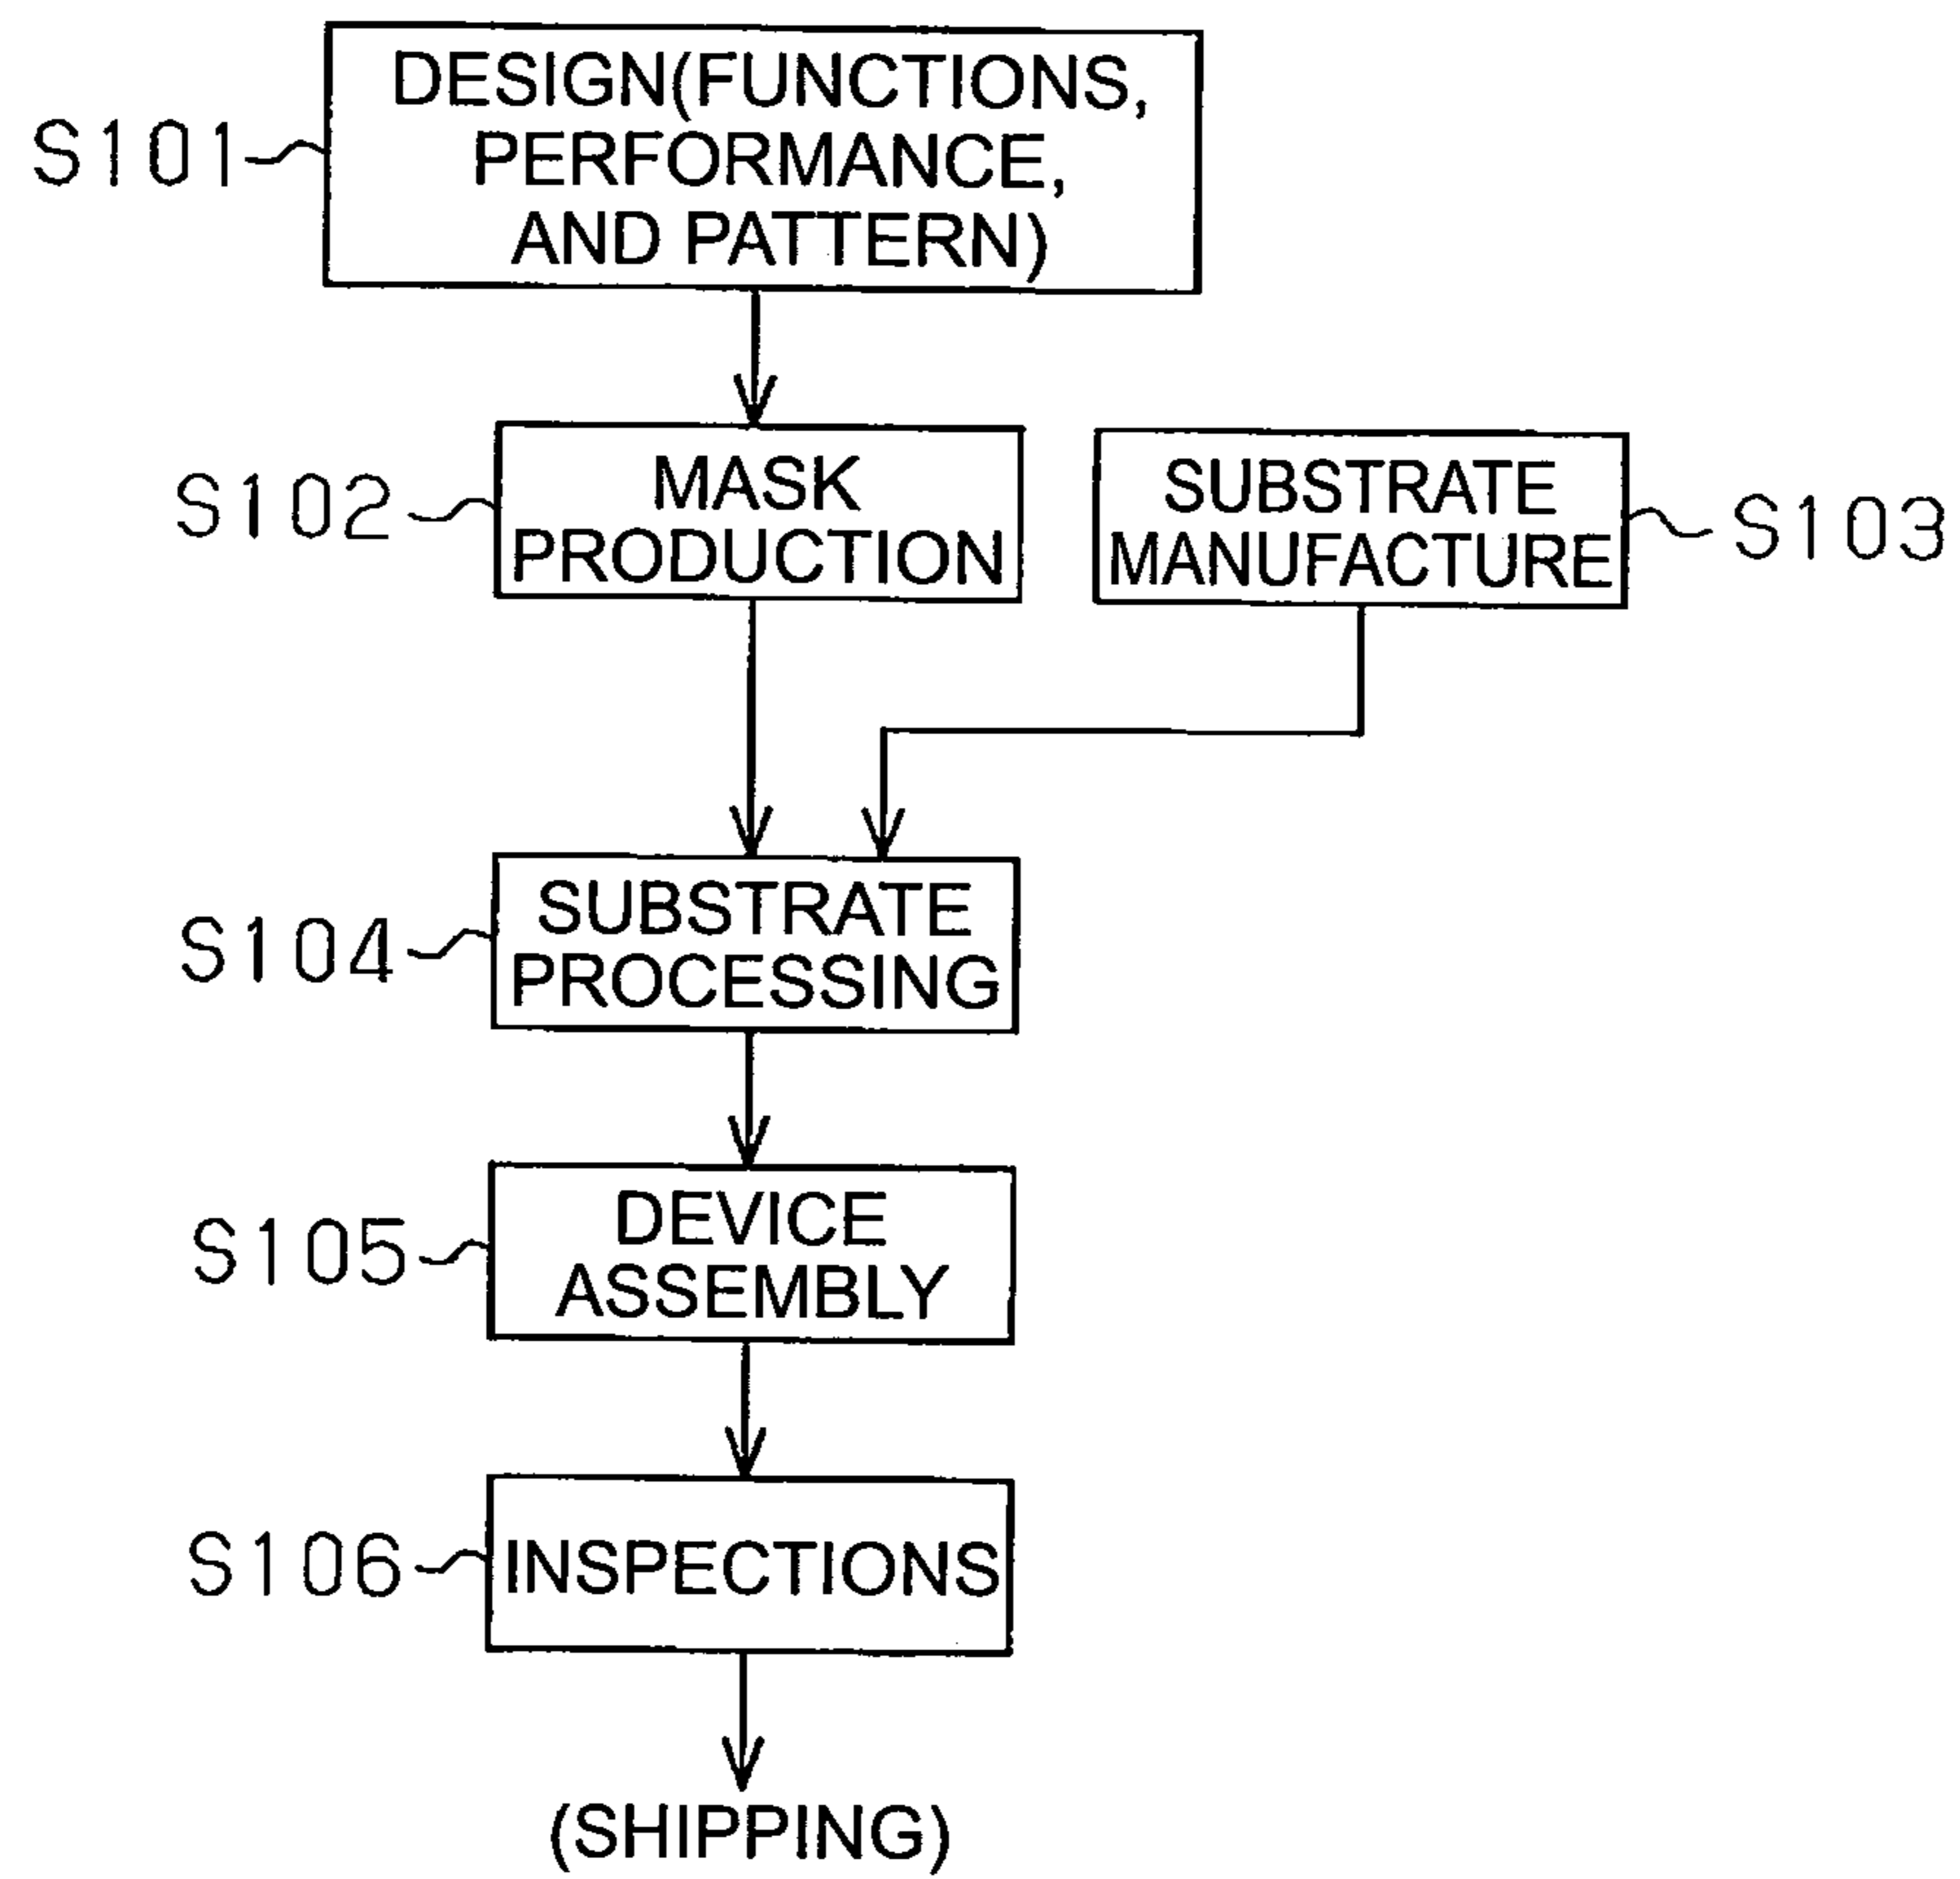 DESIGN(FUNCTIONS,
PERFORMANCE,
AND PATTERN)
S101
MASK
PRODUCTION
S102
SUBSTRATE
MANUFACTURE
S103
SUBSTRATE
PROCESSING
S104
DEVICE
ASSEMBLY
S105
INSPECTIONS
S106
(SHIPPING)